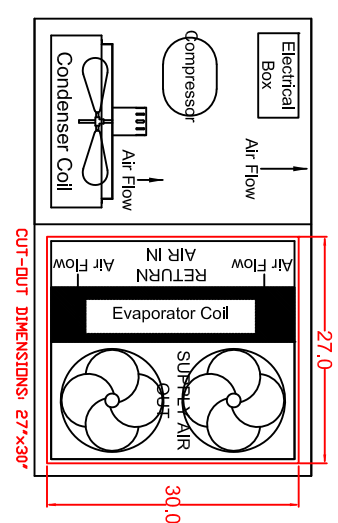 Electrical
Box
Compressor
Condenser Coil
Air Flow
Air Flow
RETURN
AIR IN
Air Flow
Air Flow
Evaporator Coil
SUPPLY AIR
OUT
27.0
30.0
CUT-OUT DIMENSIONS: 27"x30"